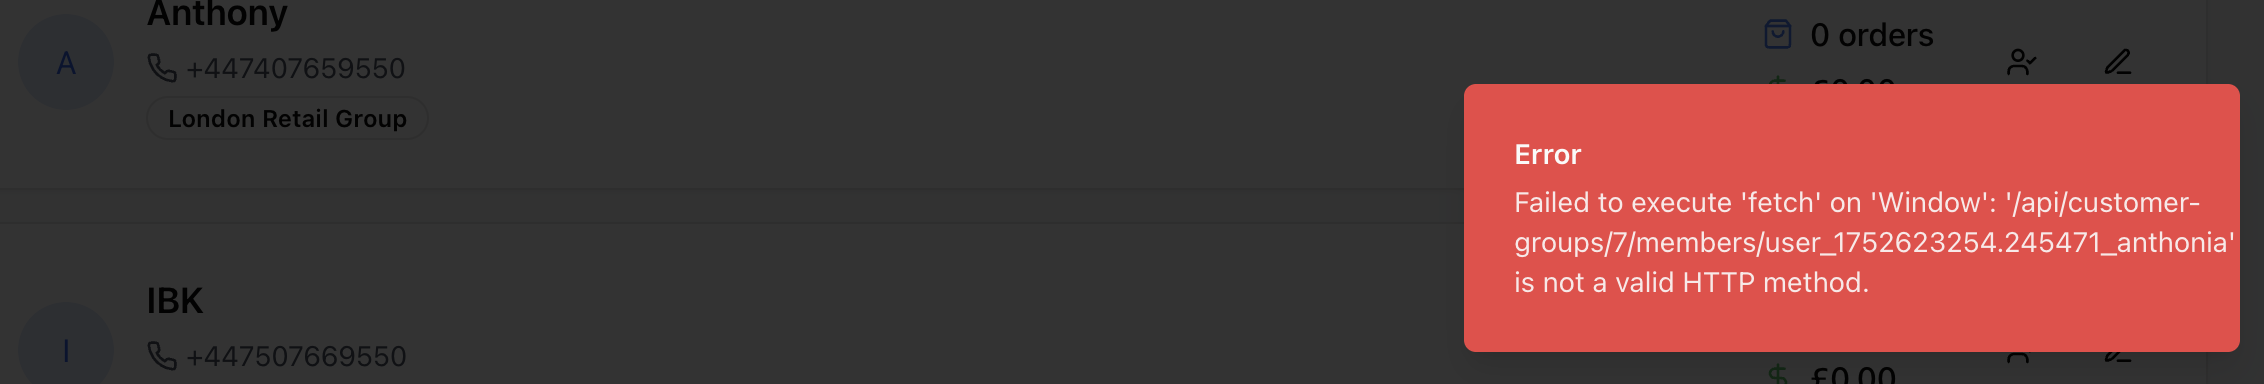 Anthony
A
+447407659550
London Retail Group
0 orders
Error
Failed to execute 'fetch' on 'Window': '/api/customer-
groups/7/members/user_1752623254.245471_anthonia'
is not a valid HTTP method.
IBK
I
+447507669550
$ £0.00